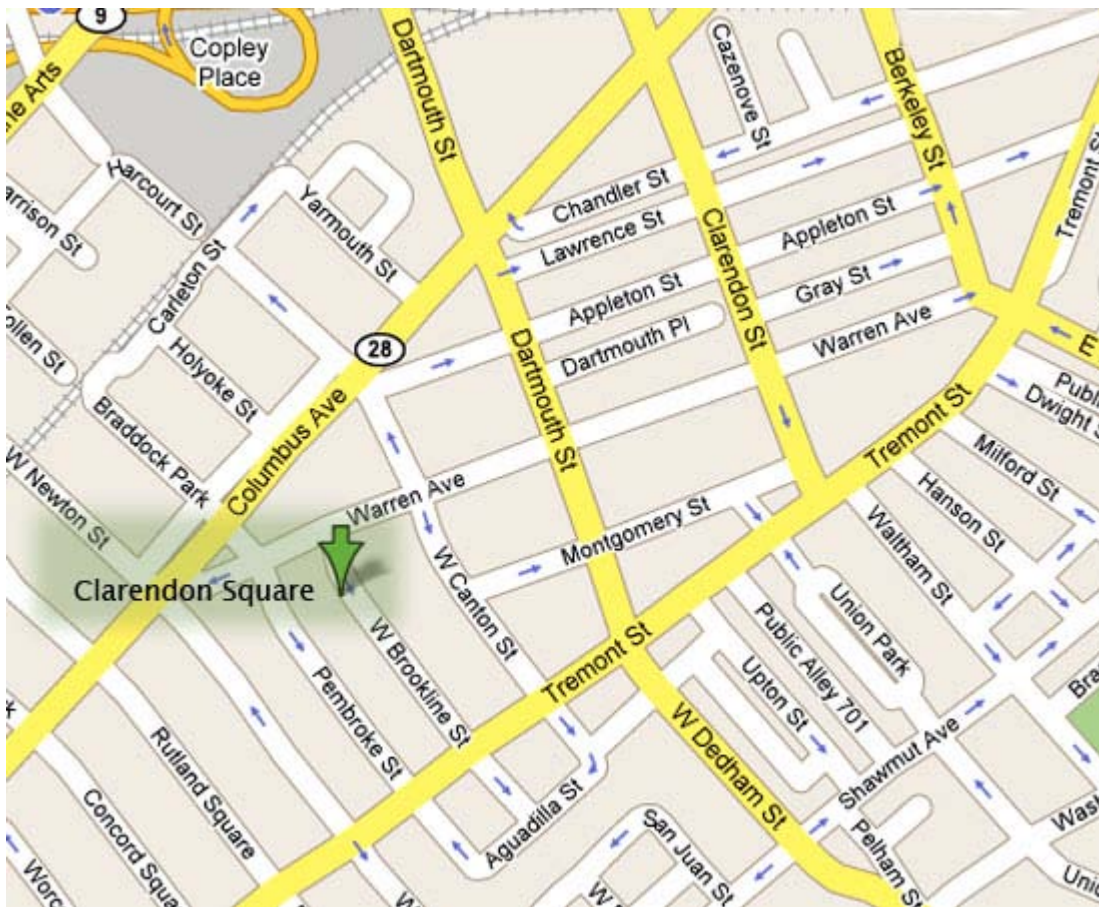 9
Copley
Place
Dartmouth St
Cazenove St
Berkeley St
Tremont St
Harcourt St
Yarmouth St
Chandler St
Lawrence St
Clarendon St
Appleton St
Carleton St
Appleton St
Gray St
Holyoke St
28
Dartmouth Pl
Warren Ave
Dartmouth St
Braddock Park
Columbus Ave
Tremont St
Milford St
Hanson St
W Newton St
Warren Ave
Montgomery St
Waltham St
Clarendon Square
W Canton St
Union Park
W Brookline St
Public Alley 701
Tremont St
Pembroke St
Upton St
Rutland Square
W Dedham St
Shawmut Ave
Aguadilla St
San Juan St
Pelham St